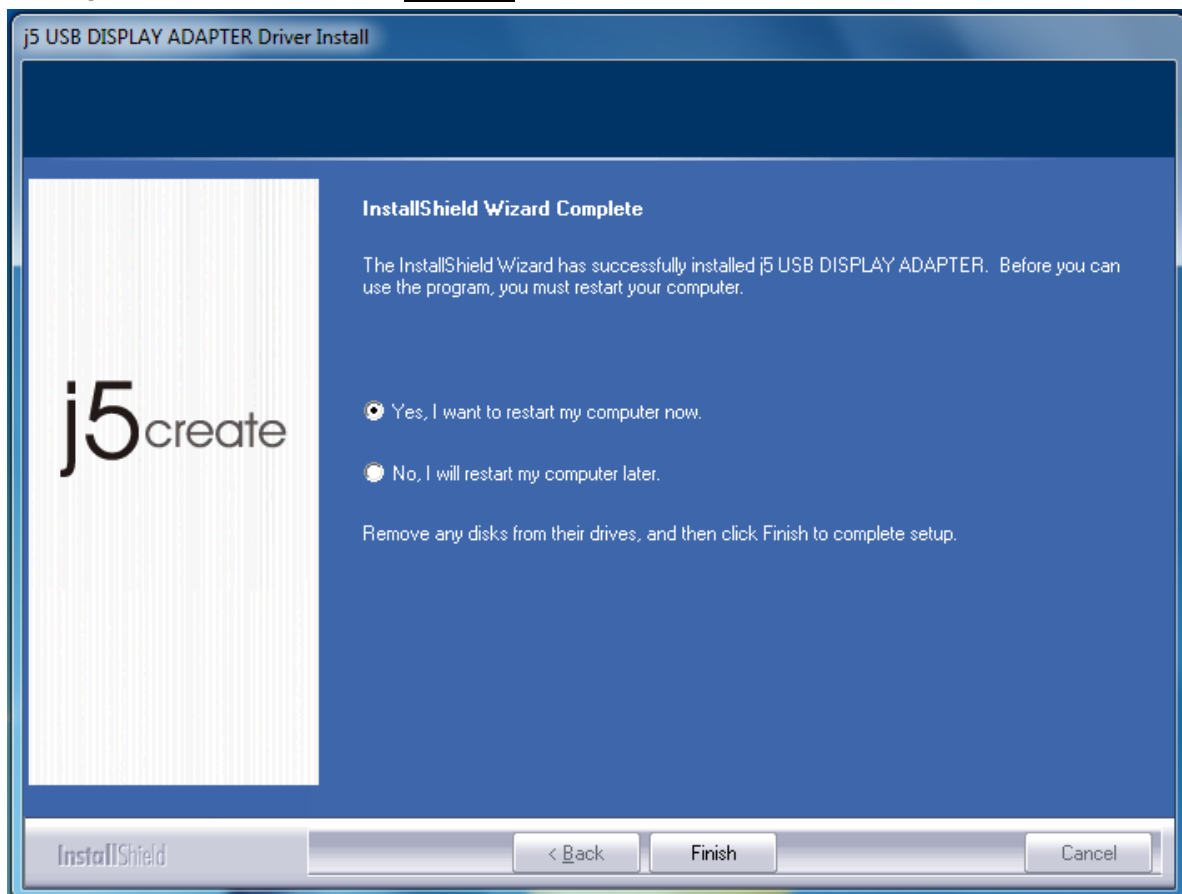 j5 USB DISPLAY ADAPTER Driver Install
InstallShield Wizard Complete
The InstallShield Wizard has successfully installed j5 USB DISPLAY ADAPTER. Before you can
use the program, you must restart your computer.
j5create
Yes, I want to restart my computer now.
No, I will restart my computer later.
Remove any disks from their drives, and then click Finish to complete setup.
InstallShield
< Back
Finish
Cancel